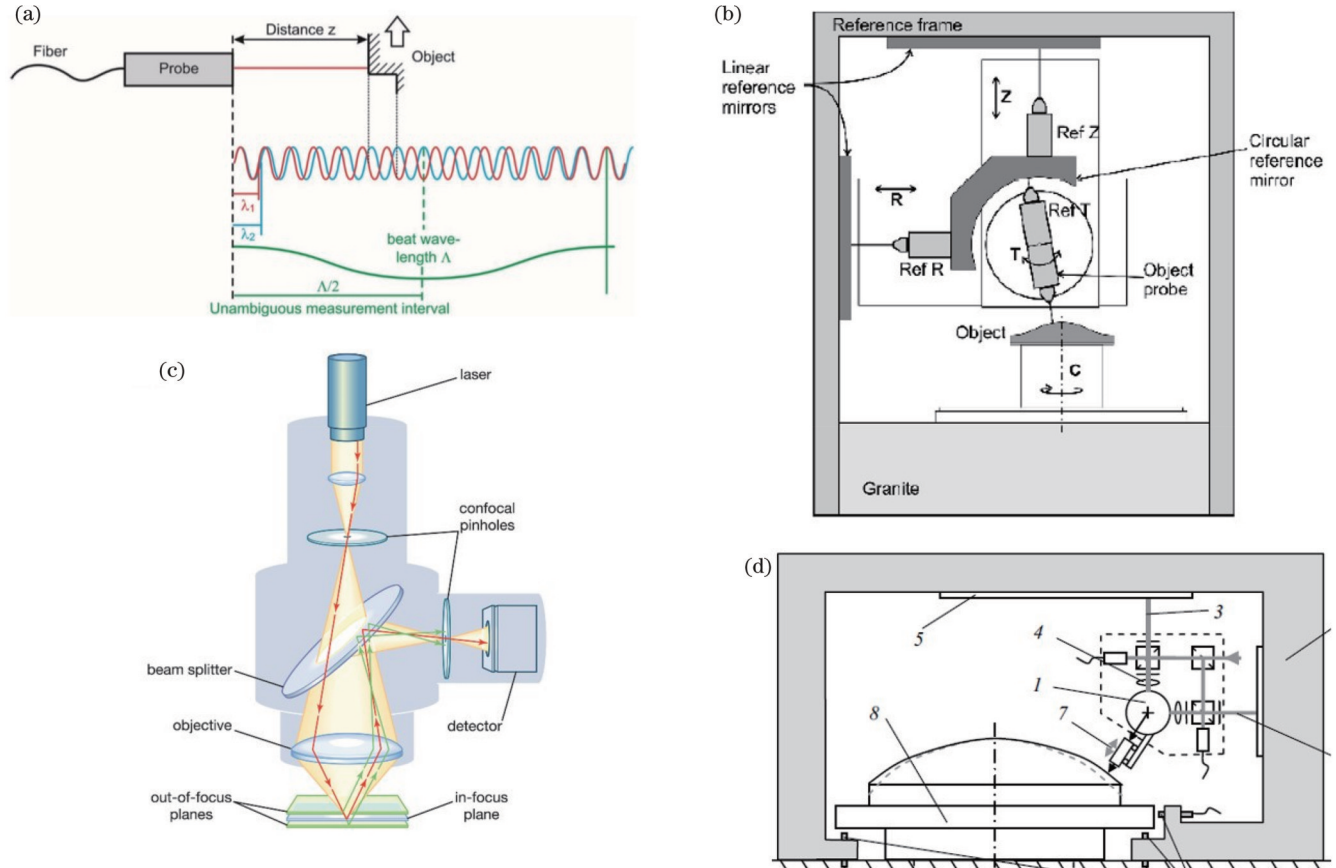 (a)
Distance z
Fiber
Probe
Object
λ1
λ2
beat wave-
length Λ
Λ/2
Unambiguous measurement interval
(b)
Reference frame
Linear
reference
mirrors
Z
Ref Z
Circular
reference
mirror
R
Ref T
Ref R
T
Object
probe
Object
C
Granite
(c)
laser
confocal
pinholes
beam splitter
detector
objective
out-of-focus
planes
in-focus
plane
(d)
5
3
4
1
7
8